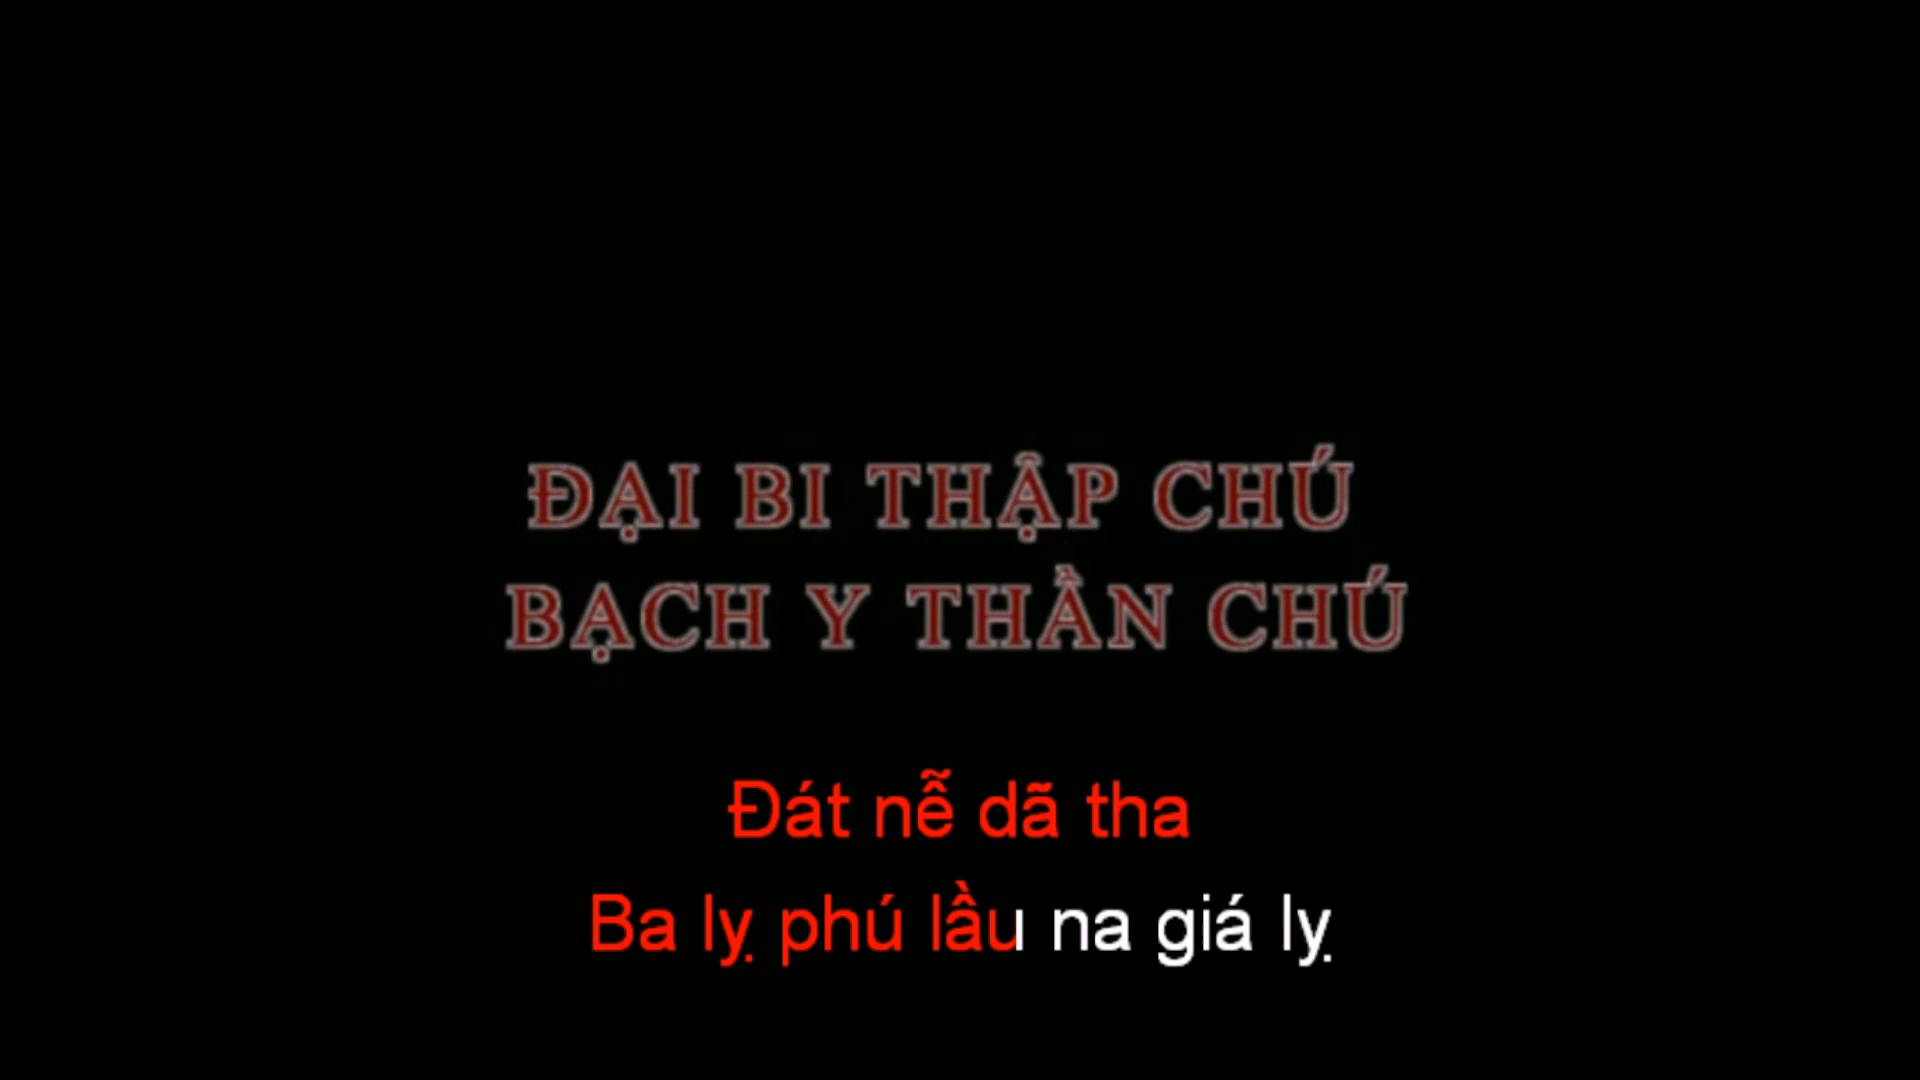 ĐẠI BI THẬP CHÚ
BẠCH Y THẦN CHÚ
Đát nễ dã tha
Ba lỵ phú lầu na giá lỵ